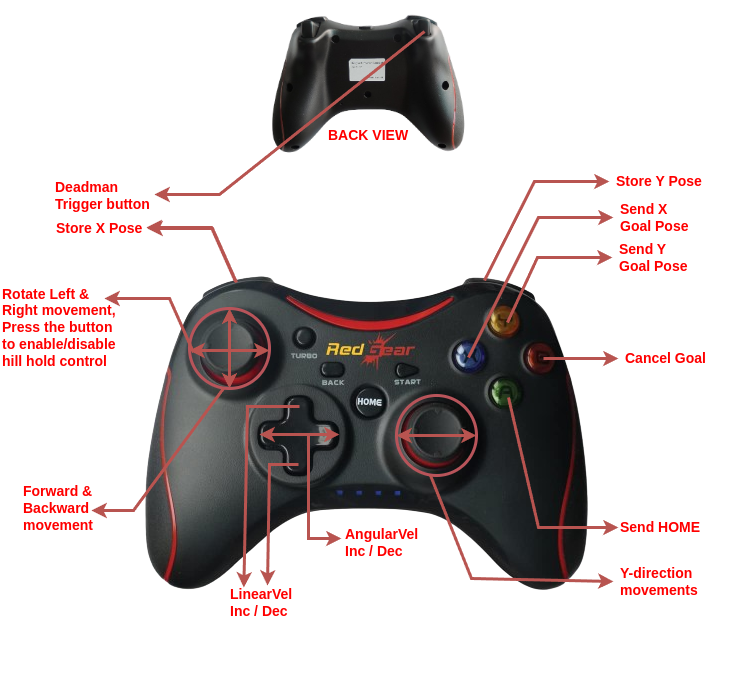 BACK VIEW
Deadman
Trigger button
Store X Pose
Store Y Pose
Send X
Goal Pose
Send Y
Goal Pose
Rotate Left &
Right movement,
Press the button
to enable/disable
hill hold control
TURBO
RedGear
BACK
START
HOME
Y
X
B
A
Cancel Goal
Forward &
Backward
movement
AngularVel
Inc / Dec
LinearVel
Inc / Dec
Send HOME
Y-direction
movements